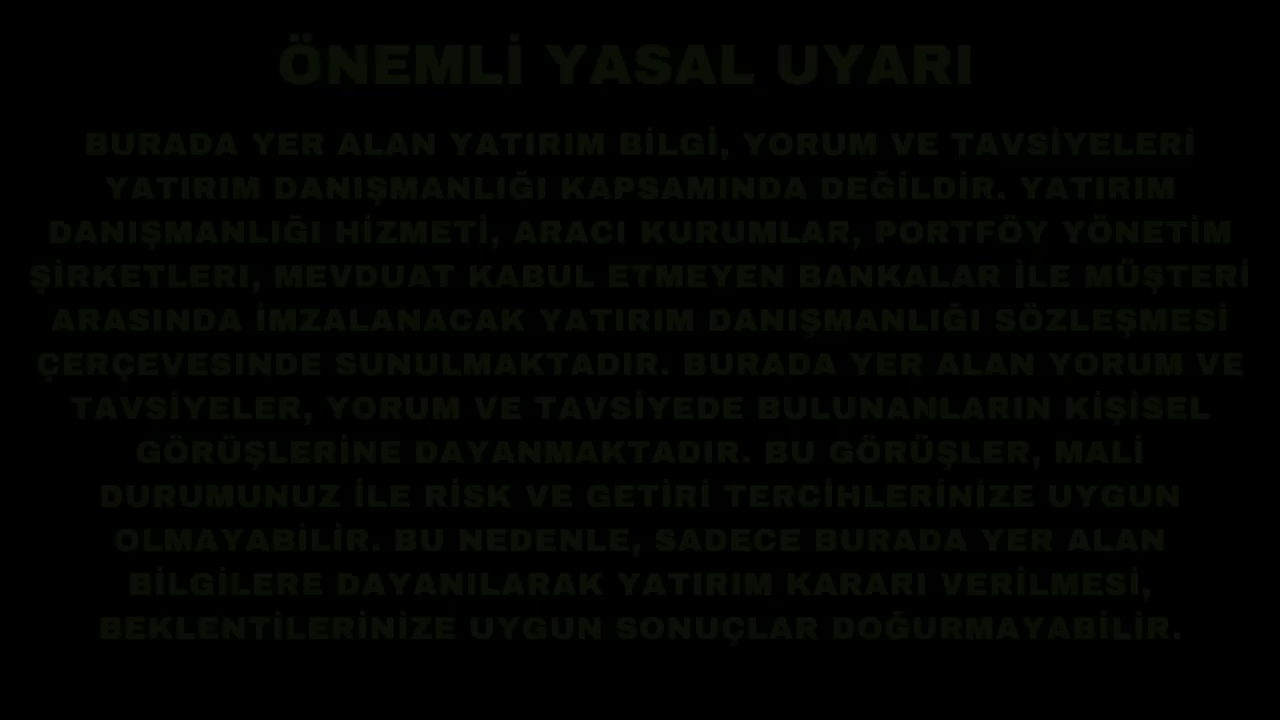 ÖNEMLİ YASAL UYARI
BURADA YER ALAN YATIRIM BİLGİ, YORUM VE TAVSİYELERİ
YATIRIM DANIŞMANLIĞI KAPSAMINDA DEĞİLDİR. YATIRIM
DANIŞMANLIĞI HİZMETİ, ARACI KURUMLAR, PORTFÖY YÖNETİM
ŞİRKETLERI, MEVDUAT KABUL ETMEYEN BANKALAR İLE MÜŞTERİ
ARASINDA İMZALANACAK YATIRIM DANIŞMANLIĞI SÖZLEŞMESİ
ÇERÇEVESINDE SUNULMAKTADIR. BURADA YER ALAN YORUM VE
TAVSİYELER, YORUM VE TAVSİYEDE BULUNANLARIN KİŞİSEL
GÖRÜŞLERİNE DAYANMAKTADIR. BU GÖRÜŞLER, MALİ
DURUMUNUZ İLE RİSK VE GETİRİ TERCİHLERİNİZE UYGUN
OLMAYABİLİR. BU NEDENLE, SADECE BURADA YER ALAN
BİLGİLERE DAYANILARAK YATIRIM KARARI VERİLMESİ,
BEKLENTİLERİNİZE UYGUN SONUÇLAR DOĞURMAYABİLİR.